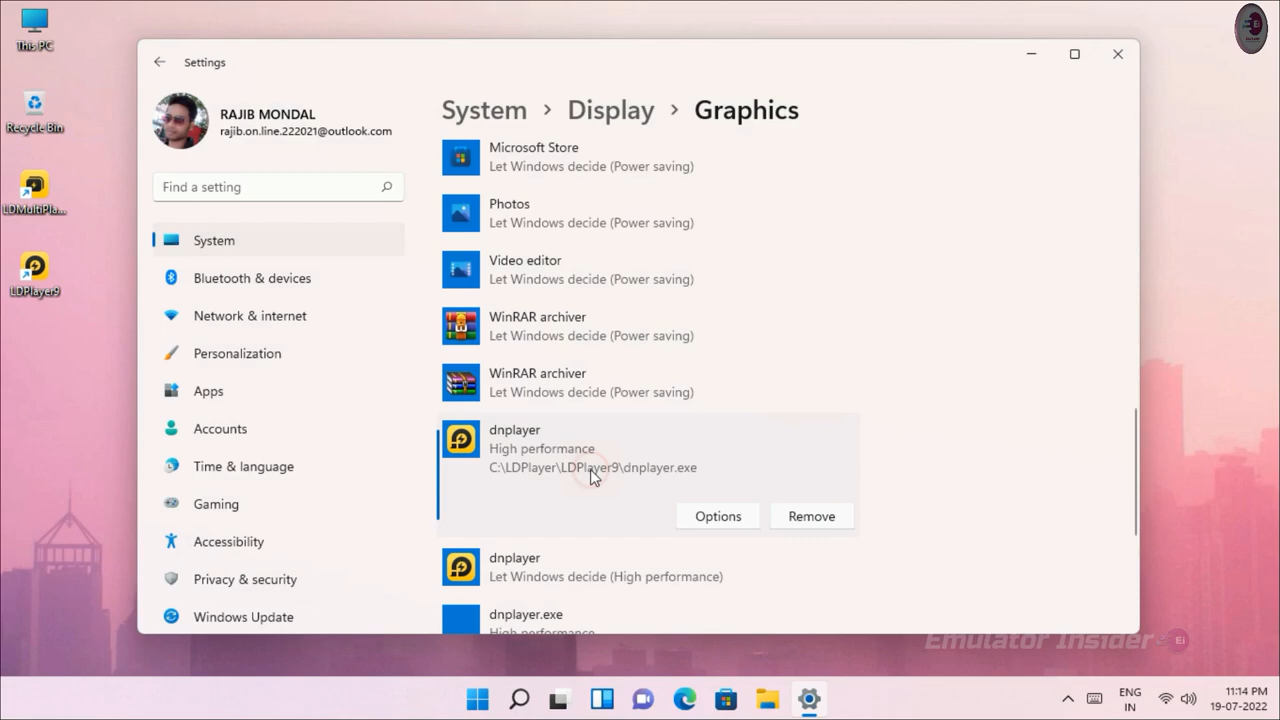 This PC
Recycle Bin
LDMultiPla...
LDPlayer9
Settings
RAJIB MONDAL
rajib.on.line.222021@outlook.com
Find a setting
System
Bluetooth & devices
Network & internet
Personalization
Apps
Accounts
Time & language
Gaming
Accessibility
Privacy & security
Windows Update
System > Display > Graphics
Microsoft Store
Let Windows decide (Power saving)
Photos
Let Windows decide (Power saving)
Video editor
Let Windows decide (Power saving)
WinRAR archiver
Let Windows decide (Power saving)
WinRAR archiver
Let Windows decide (Power saving)
dnplayer
High performance
C:\LDPlayer\LDPlayer9\dnplayer.exe
Options Remove
dnplayer
Let Windows decide (High performance)
dnplayer.exe
High performance
Emulator Insider Ei
ENG
IN
11:14 PM
19-07-2022